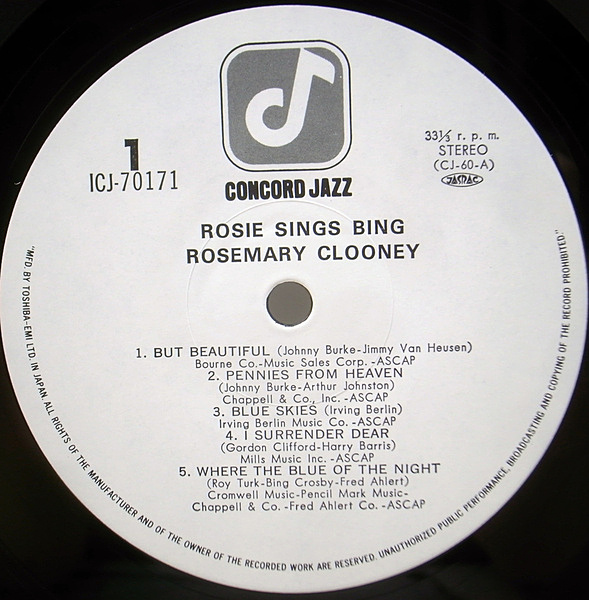 CONCORD JAZZ
1
ICJ-70171
33⅓ r. p. m.
STEREO
(CJ-60-A)
JASRAC
ROSIE SINGS BING
ROSEMARY CLOONEY
1. BUT BEAUTIFUL (Johnny Burke-Jimmy Van Heusen)
Bourne Co.-Music Sales Corp. -ASCAP
2. PENNIES FROM HEAVEN
(Johnny Burke-Arthur Johnston)
Chappell & Co., Inc. -ASCAP
3. BLUE SKIES (Irving Berlin)
Irving Berlin Music Co. -ASCAP
4. I SURRENDER DEAR
(Gordon Clifford-Harry Barris)
Mills Music Inc. -ASCAP
5. WHERE THE BLUE OF THE NIGHT
(Roy Turk-Bing Crosby-Fred Ahlert)
Cromwell Music-Pencil Mark Music-
Chappell & Co. -Fred Ahlert Co. -ASCAP
"MFD. BY TOSHIBA-EMI LTD. IN JAPAN. ALL RIGHTS OF THE MANUFACTURER AND OF THE OWNER OF THE RECORDED WORK ARE RESERVED. UNAUTHORIZED PUBLIC PERFORMANCE, BROADCASTING AND COPYING OF THE RECORD PROHIBITED."